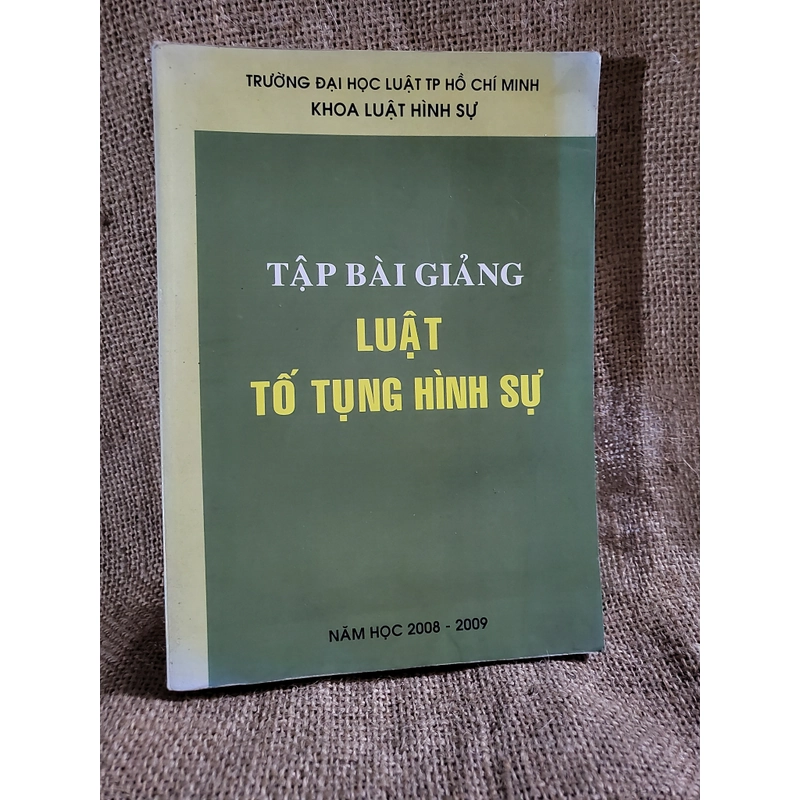 TRƯỜNG ĐẠI HỌC LUẬT TP HỒ CHÍ MINH
KHOA LUẬT HÌNH SỰ
TẬP BÀI GIẢNG
LUẬT
TỐ TỤNG HÌNH SỰ
NĂM HỌC 2008 - 2009